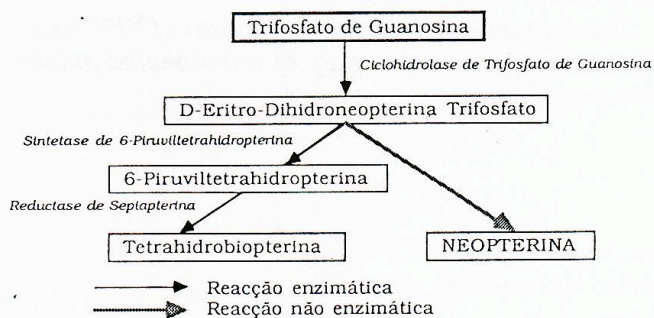 Trifosfato de Guanosina
Ciclohidrolase de Trifosfato de Guanosina
D-Eritro-Dihidroneopterina Trifosfato
Sintetase de 6-Piruviltetrahidropterina
6-Piruviltetrahidropterina
Reductase de Sepiapterina
Tetrahidrobiopterina
NEOPTERINA
Reacção enzimática
Reacção não enzimática